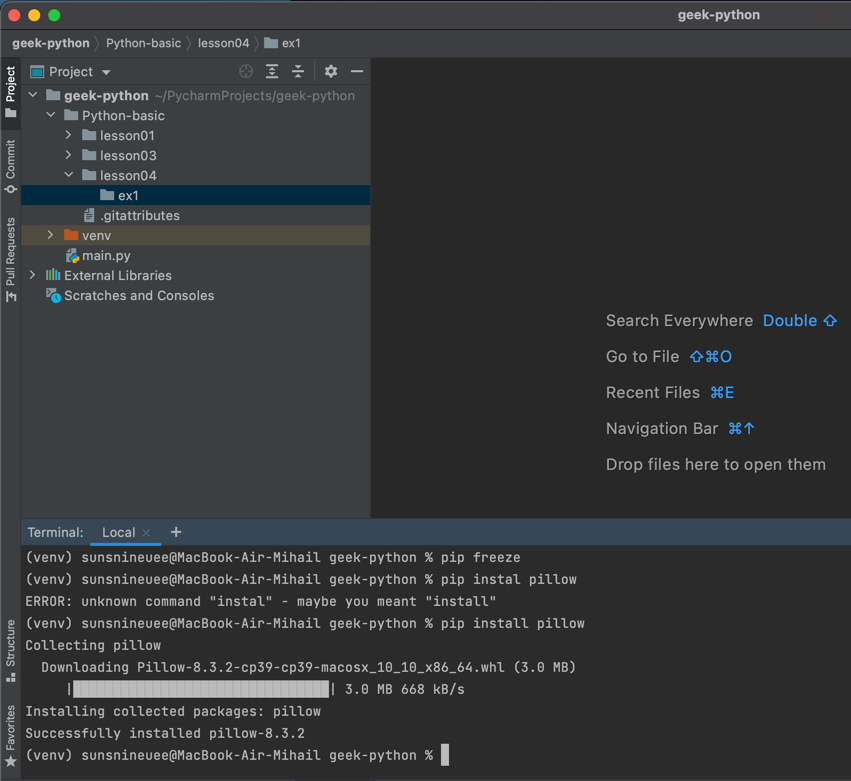 geek-python
geek-python Python-basic lesson04 ex1
Project
Project
geek-python ~/PycharmProjects/geek-python
Python-basic
lesson01
lesson03
lesson04
ex1
.gitattributes
venv
main.py
External Libraries
Scratches and Consoles
Commit
Pull Requests
Search Everywhere Double ⇧
Go to File ⇧⌘O
Recent Files ⌘E
Navigation Bar ⌘↑
Drop files here to open them
Terminal: Local × +
(venv) sunsnineuee@MacBook-Air-Mihail geek-python % pip freeze
(venv) sunsnineuee@MacBook-Air-Mihail geek-python % pip instal pillow
ERROR: unknown command "instal" - maybe you meant "install"
(venv) sunsnineuee@MacBook-Air-Mihail geek-python % pip install pillow
Collecting pillow
Downloading Pillow-8.3.2-cp39-cp39-macosx_10_10_x86_64.whl (3.0 MB)
|████████████████████████████████| 3.0 MB 668 kB/s
Installing collected packages: pillow
Successfully installed pillow-8.3.2
(venv) sunsnineuee@MacBook-Air-Mihail geek-python %
Structure
Favorites